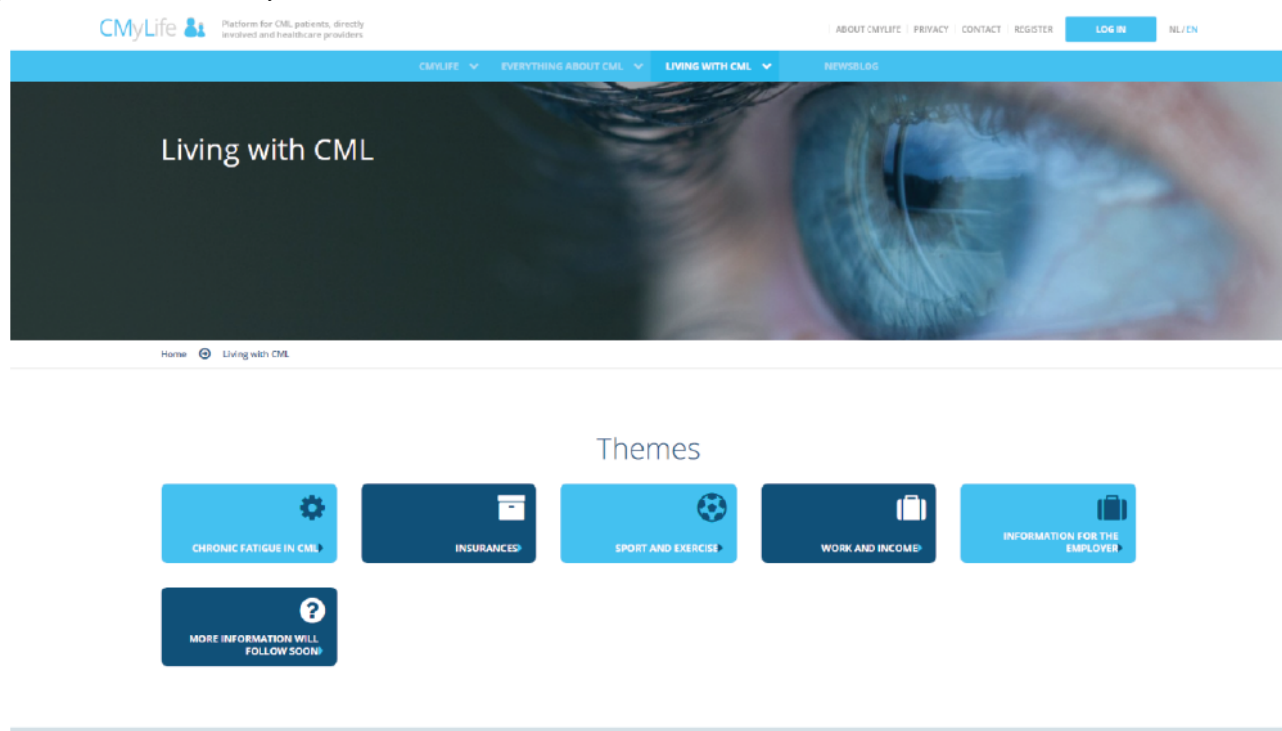 CMyLife
Platform for CML patients, directly
involved and healthcare providers
ABOUT CMYLIFE
PRIVACY
CONTACT
REGISTER
LOG IN
NL/EN
CMYLIFE
EVERYTHING ABOUT CML
LIVING WITH CML
NEWSBLOG
Living with CML
Home
Living with CML
Themes
CHRONIC FATIGUE IN CML
INSURANCES
SPORT AND EXERCISE
WORK AND INCOME
INFORMATION FOR THE
EMPLOYER
MORE INFORMATION WILL
FOLLOW SOON